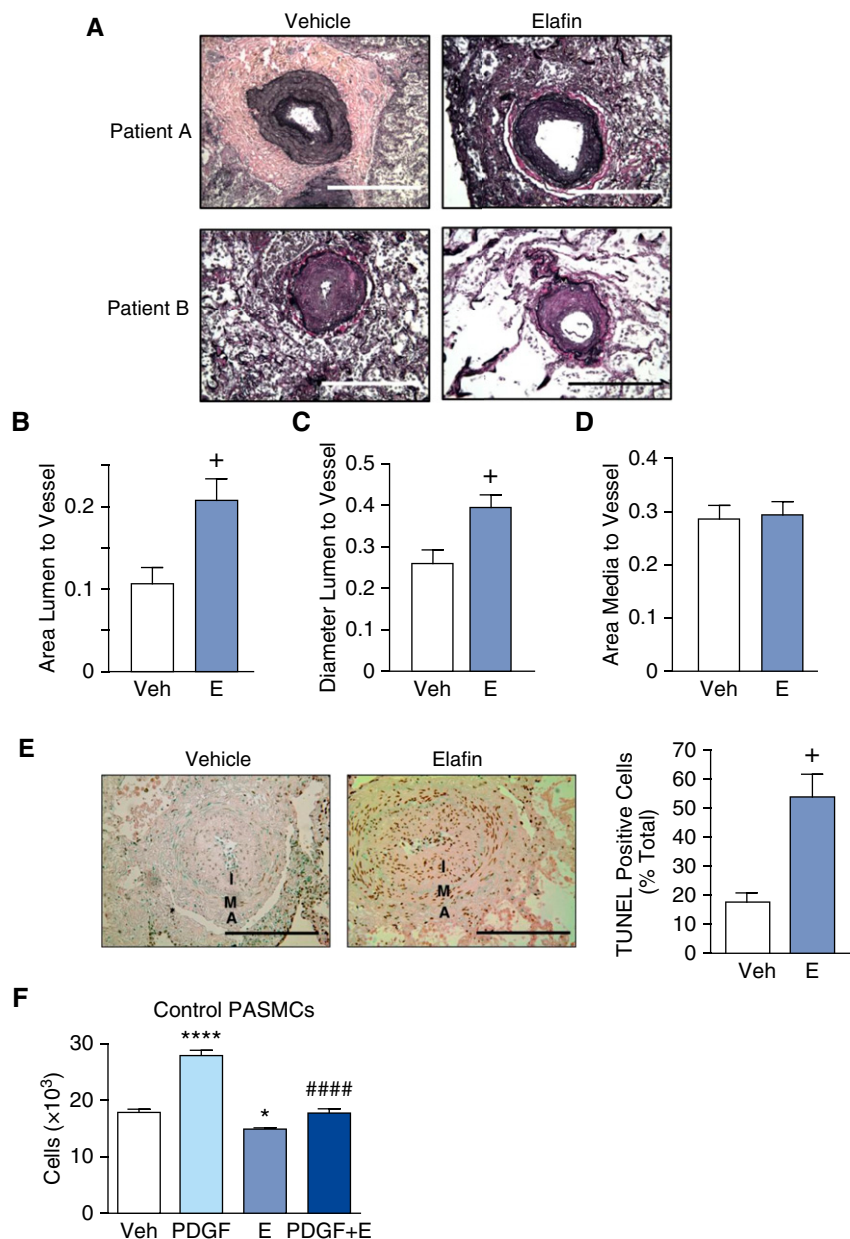 A
Vehicle
Elafin
Patient A
Patient B
B
Area Lumen to Vessel
0.2
0.1
0
+
Veh
E
C
Diameter Lumen to Vessel
0.5
0.4
0.3
0.2
0.1
0
+
Veh
E
D
Area Media to Vessel
0.4
0.3
0.2
0.1
0
Veh
E
E
Vehicle
Elafin
I
M
A
I
M
A
TUNEL Positive Cells
(% Total)
70
60
50
40
30
20
10
0
+
Veh
E
F
Control PASMCs
Cells (×10³)
30
20
10
0
****
*
####
Veh
PDGF
E
PDGF+E